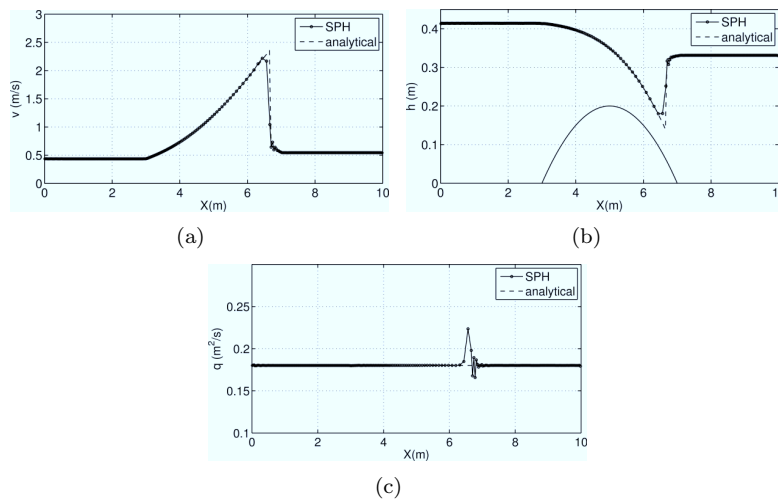 3
2.5
2
1.5
1
0.5
0
v (m/s)
0 2 4 6 8 10
X(m)
SPH
analytical
(a)
0.4
0.3
0.2
0.1
0
h (m)
0 2 4 6 8 10
X(m)
SPH
analytical
(b)
0.25
0.2
0.15
0.1
q (m²/s)
0 2 4 6 8 10
X(m)
SPH
analytical
(c)